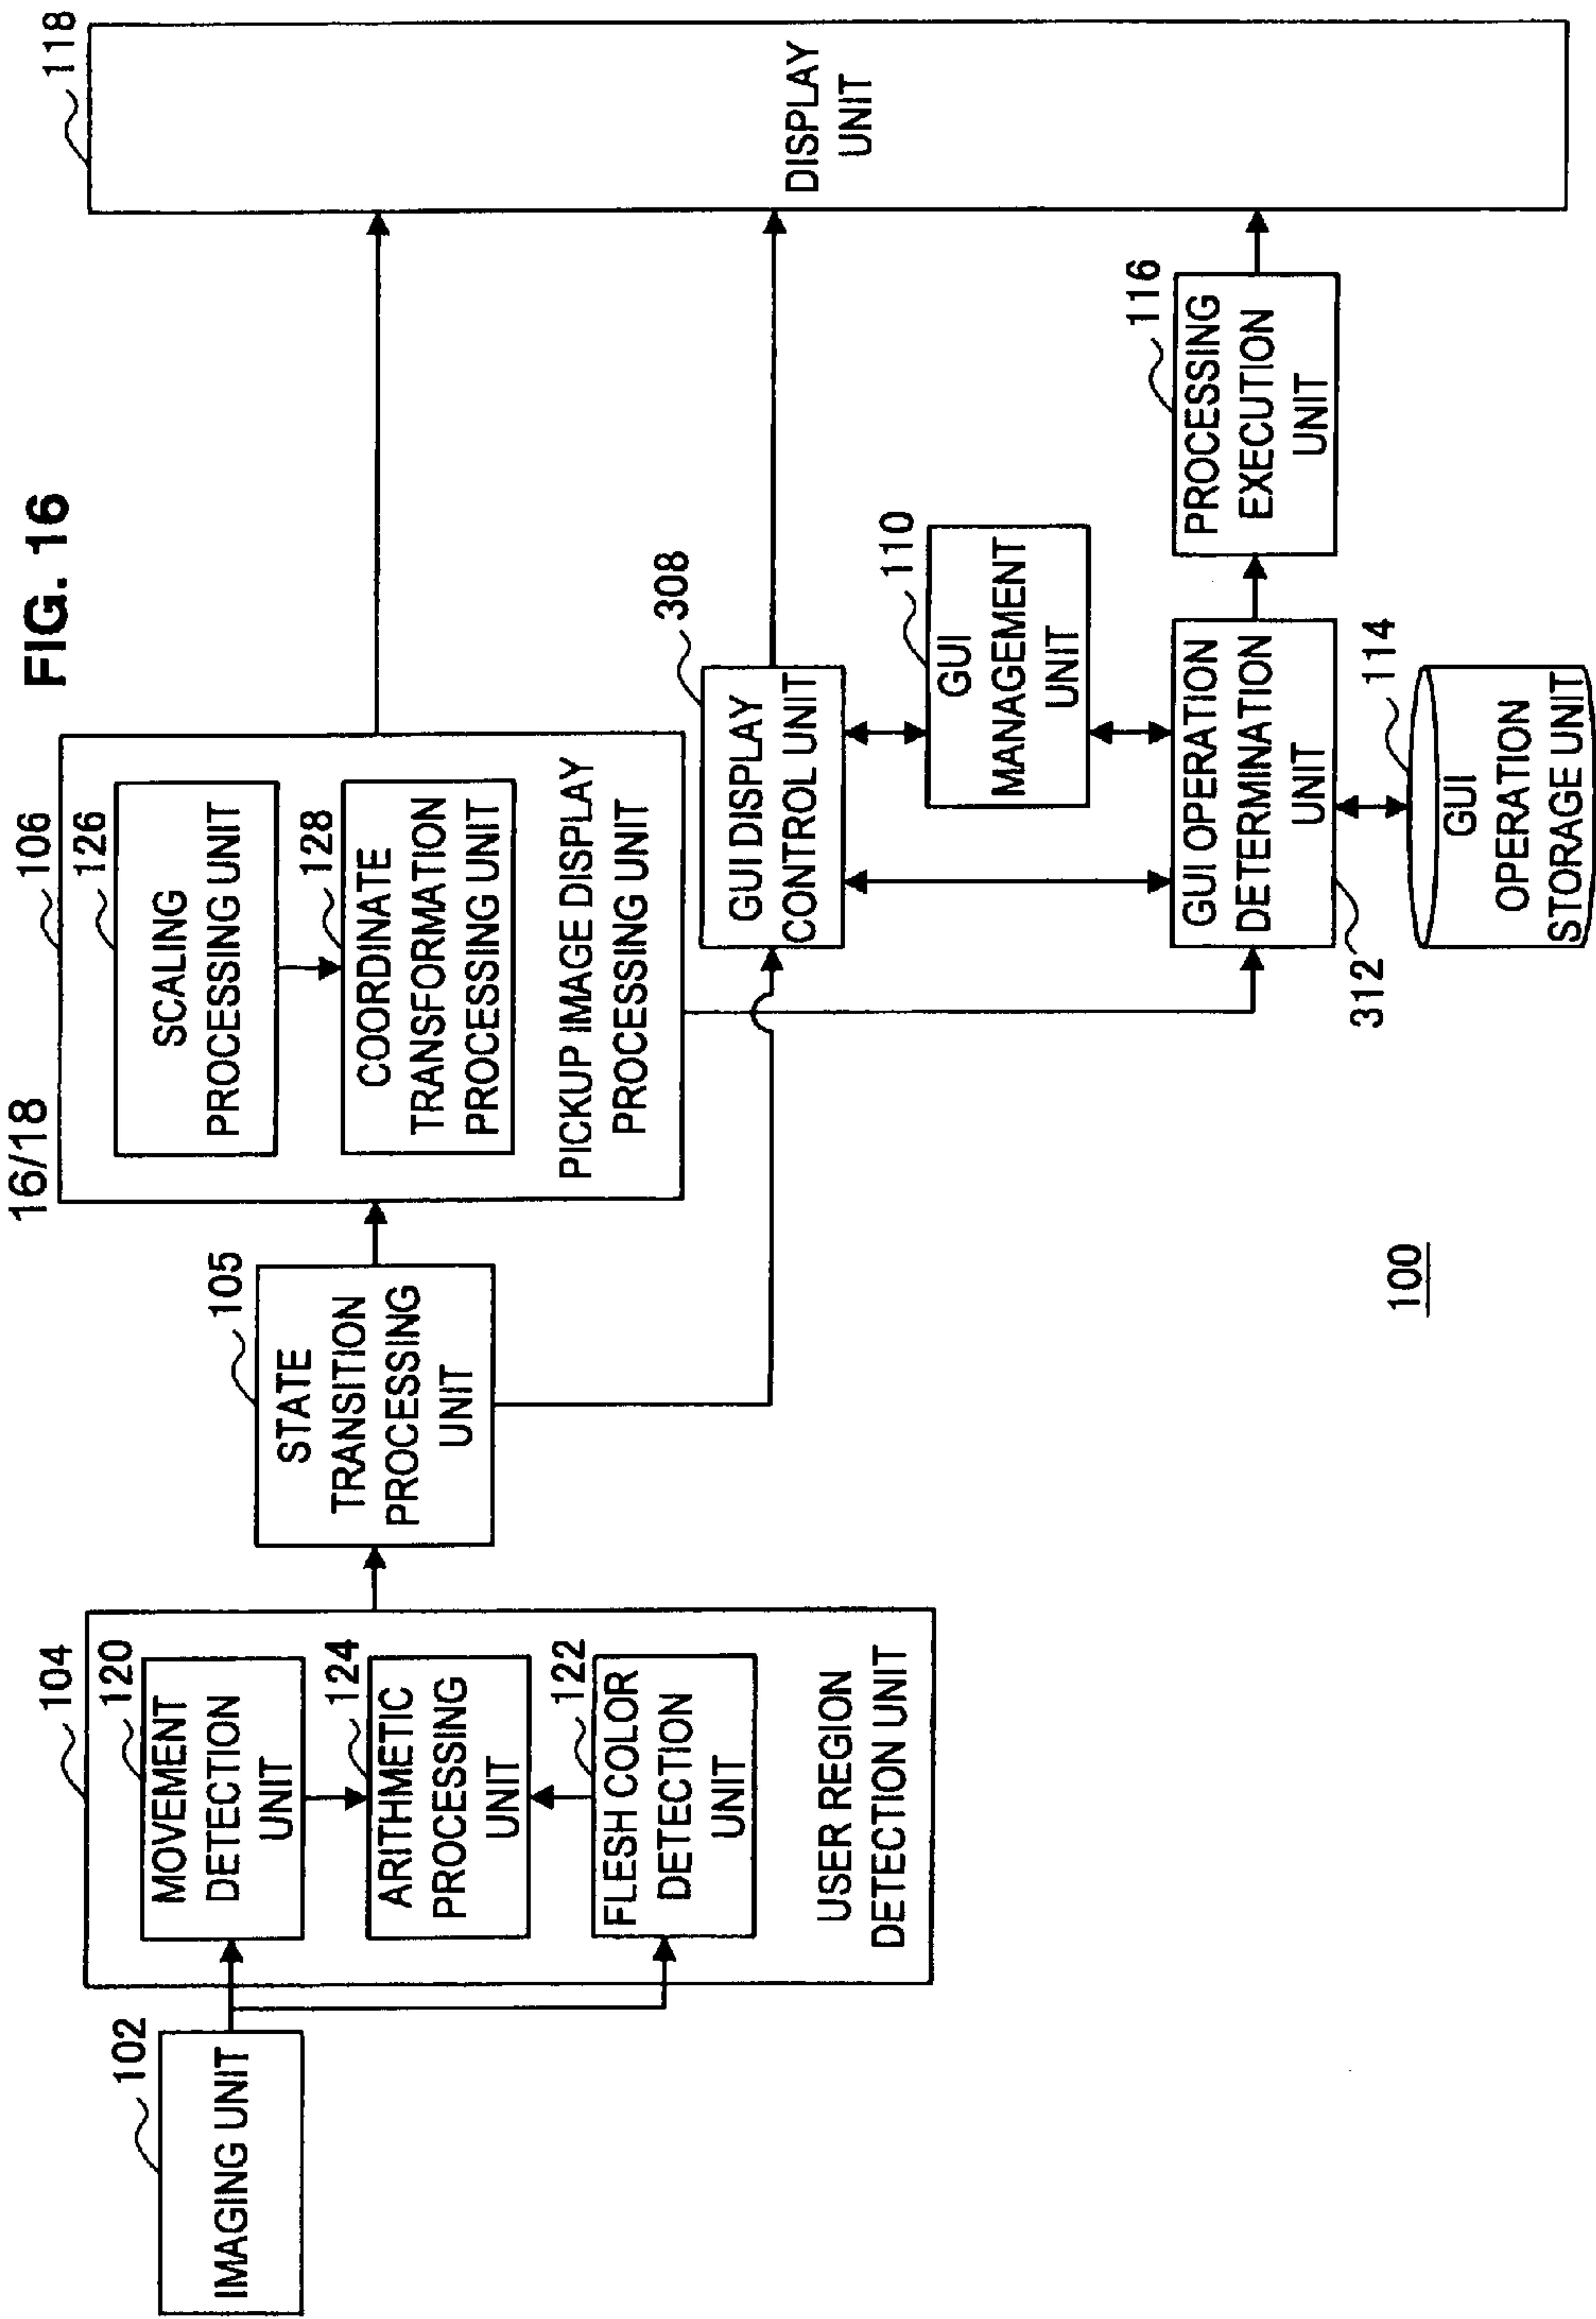 16/18
FIG. 16
102
IMAGING UNIT
104
120
MOVEMENT
DETECTION
UNIT
124
ARITHMETIC
PROCESSING
UNIT
122
FLESH COLOR
DETECTION
UNIT
USER REGION
DETECTION UNIT
105
STATE
TRANSITION
PROCESSING
UNIT
106
126
SCALING
PROCESSING UNIT
128
COORDINATE
TRANSFORMATION
PROCESSING UNIT
PICKUP IMAGE DISPLAY
PROCESSING UNIT
308
GUI DISPLAY
CONTROL UNIT
110
GUI
MANAGEMENT
UNIT
312
GUI OPERATION
DETERMINATION
UNIT
114
GUI
OPERATION
STORAGE UNIT
116
PROCESSING
EXECUTION
UNIT
118
DISPLAY
UNIT
100